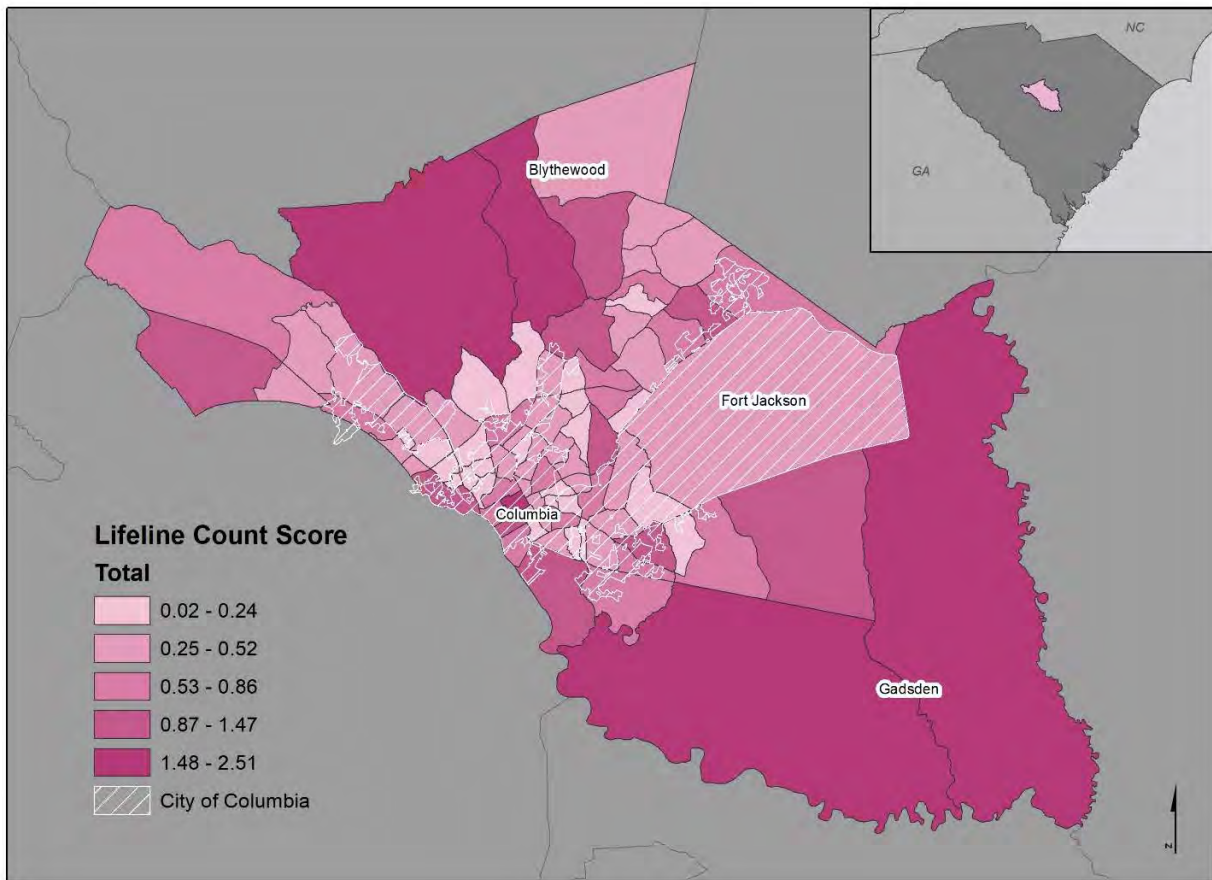 NC
GA
Blythewood
Fort Jackson
Columbia
Gadsden
Lifeline Count Score
Total
0.02 - 0.24
0.25 - 0.52
0.53 - 0.86
0.87 - 1.47
1.48 - 2.51
City of Columbia
N